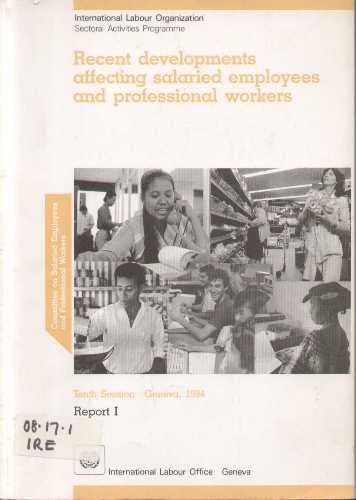 International Labour Organization
Sectoral Activities Programme
Recent developments
affecting salaried employees
and professional workers
Committee on Salaried Employees
and Professional Workers
Tenth Session Geneva, 1994
Report I
08·17·1
IRE
International Labour Office Geneva